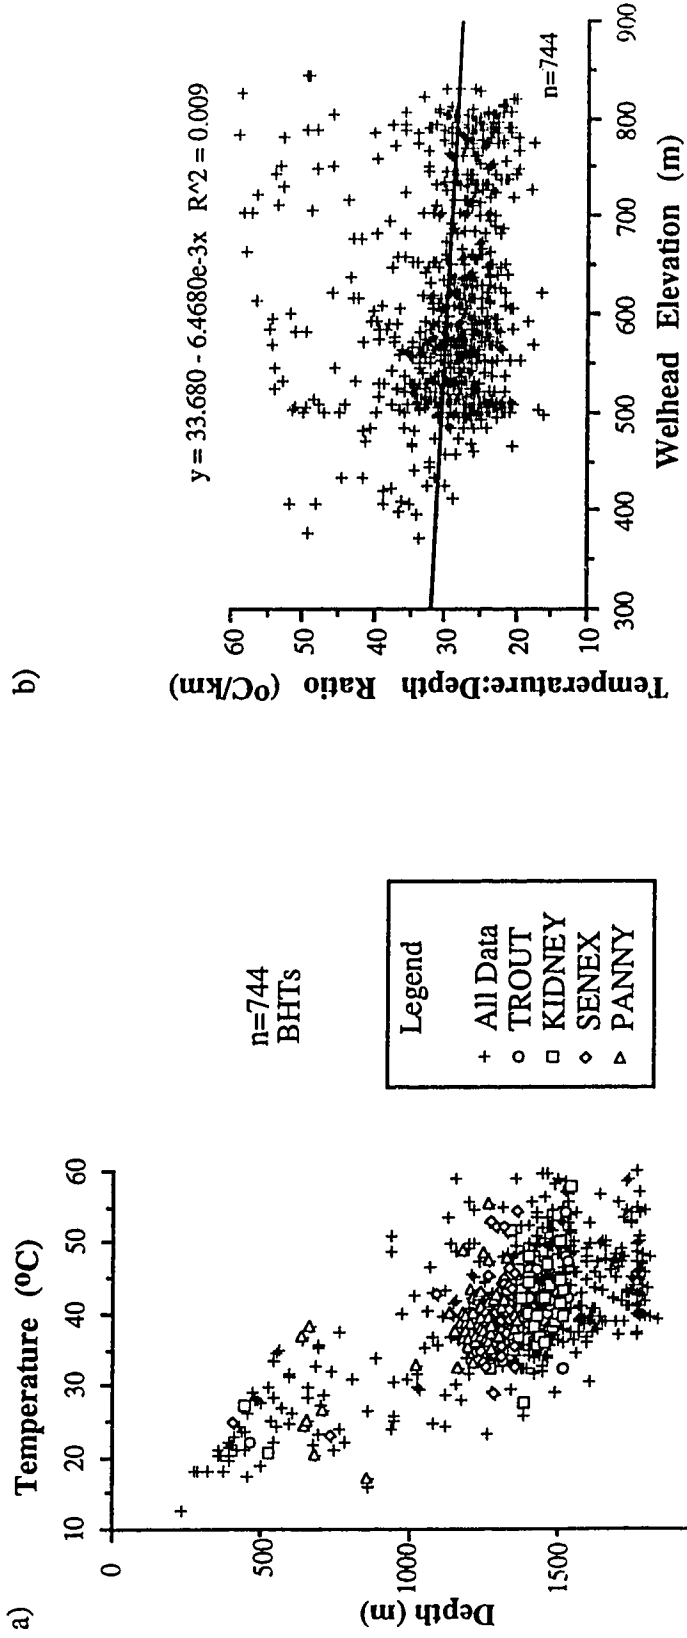 a)
Temperature (ºC)
10 20 30 40 50 60
0
500
1000
1500
Depth (m)
n=744
BHTs
Legend
All Data
TROUT
KIDNEY
SENEX
PANNY
b)
y = 33.680 - 6.4680e-3x R^2 = 0.009
60
50
40
30
20
10
Temperature:Depth Ratio (ºC/km)
n=744
300 400 500 600 700 800 900
Welhead Elevation (m)